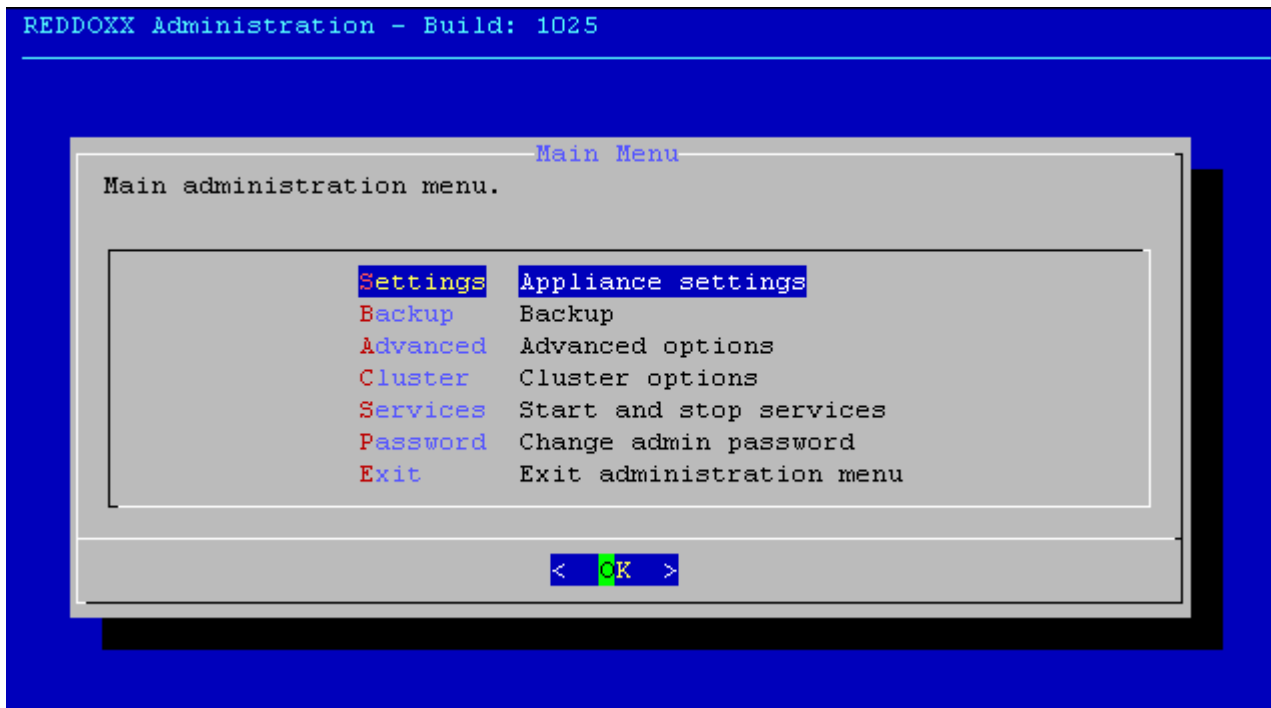 REDDOXX Administration - Build: 1025
Main Menu
Main administration menu.
Settings Appliance settings
Backup Backup
Advanced Advanced options
Cluster Cluster options
Services Start and stop services
Password Change admin password
Exit Exit administration menu
< OK >